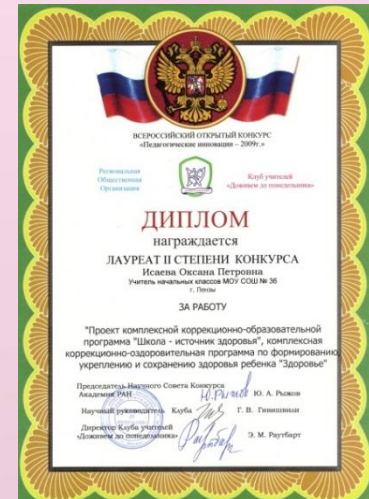 ВСЕРОССИЙСКИЙ ОТКРЫТЫЙ КОНКУРС
«Педагогические инновации – 2009г.»
Региональная
Общественная
Организация
Клуб учителей
«Доживем до понедельника»
ДИПЛОМ
награждается
ЛАУРЕАТ II СТЕПЕНИ КОНКУРСА
Исаева Оксана Петровна
Учитель начальных классов МОУ СОШ № 36
г. Пензы
ЗА РАБОТУ
"Проект комплексной коррекционно-образовательной
программа "Школа - источник здоровья", комплексная
коррекционно-оздоровительная программа по формированию,
укреплению и сохранению здоровья ребенка "Здоровье"
Председатель Научного Совета Конкурса
Академик РАН Ю. А. Рыжов
Научный руководитель Клуба Г. В. Гивишвили
Директор Клуба учителей
«Доживем до понедельника» Э. М. Раутбарт